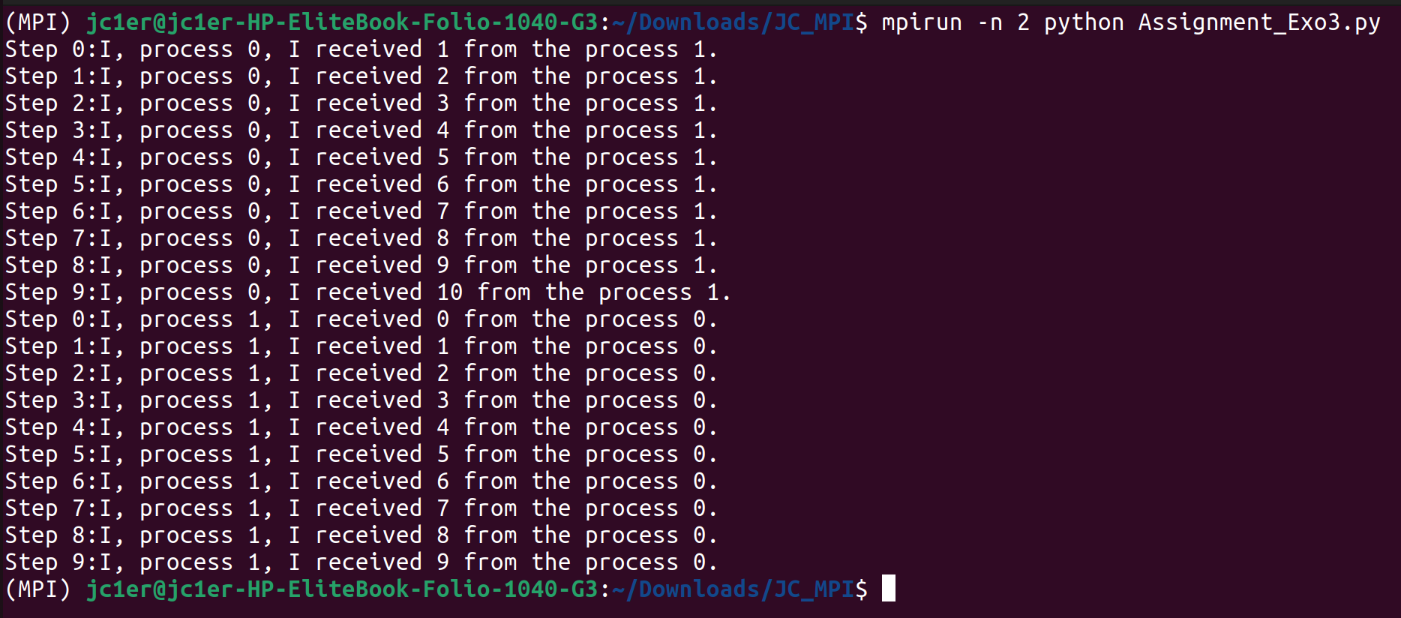 (MPI) jc1er@jc1er-HP-EliteBook-Folio-1040-G3:~/Downloads/JC_MPI$ mpirun -n 2 python Assignment_Exo3.py
Step 0:I, process 0, I received 1 from the process 1.
Step 1:I, process 0, I received 2 from the process 1.
Step 2:I, process 0, I received 3 from the process 1.
Step 3:I, process 0, I received 4 from the process 1.
Step 4:I, process 0, I received 5 from the process 1.
Step 5:I, process 0, I received 6 from the process 1.
Step 6:I, process 0, I received 7 from the process 1.
Step 7:I, process 0, I received 8 from the process 1.
Step 8:I, process 0, I received 9 from the process 1.
Step 9:I, process 0, I received 10 from the process 1.
Step 0:I, process 1, I received 0 from the process 0.
Step 1:I, process 1, I received 1 from the process 0.
Step 2:I, process 1, I received 2 from the process 0.
Step 3:I, process 1, I received 3 from the process 0.
Step 4:I, process 1, I received 4 from the process 0.
Step 5:I, process 1, I received 5 from the process 0.
Step 6:I, process 1, I received 6 from the process 0.
Step 7:I, process 1, I received 7 from the process 0.
Step 8:I, process 1, I received 8 from the process 0.
Step 9:I, process 1, I received 9 from the process 0.
(MPI) jc1er@jc1er-HP-EliteBook-Folio-1040-G3:~/Downloads/JC_MPI$